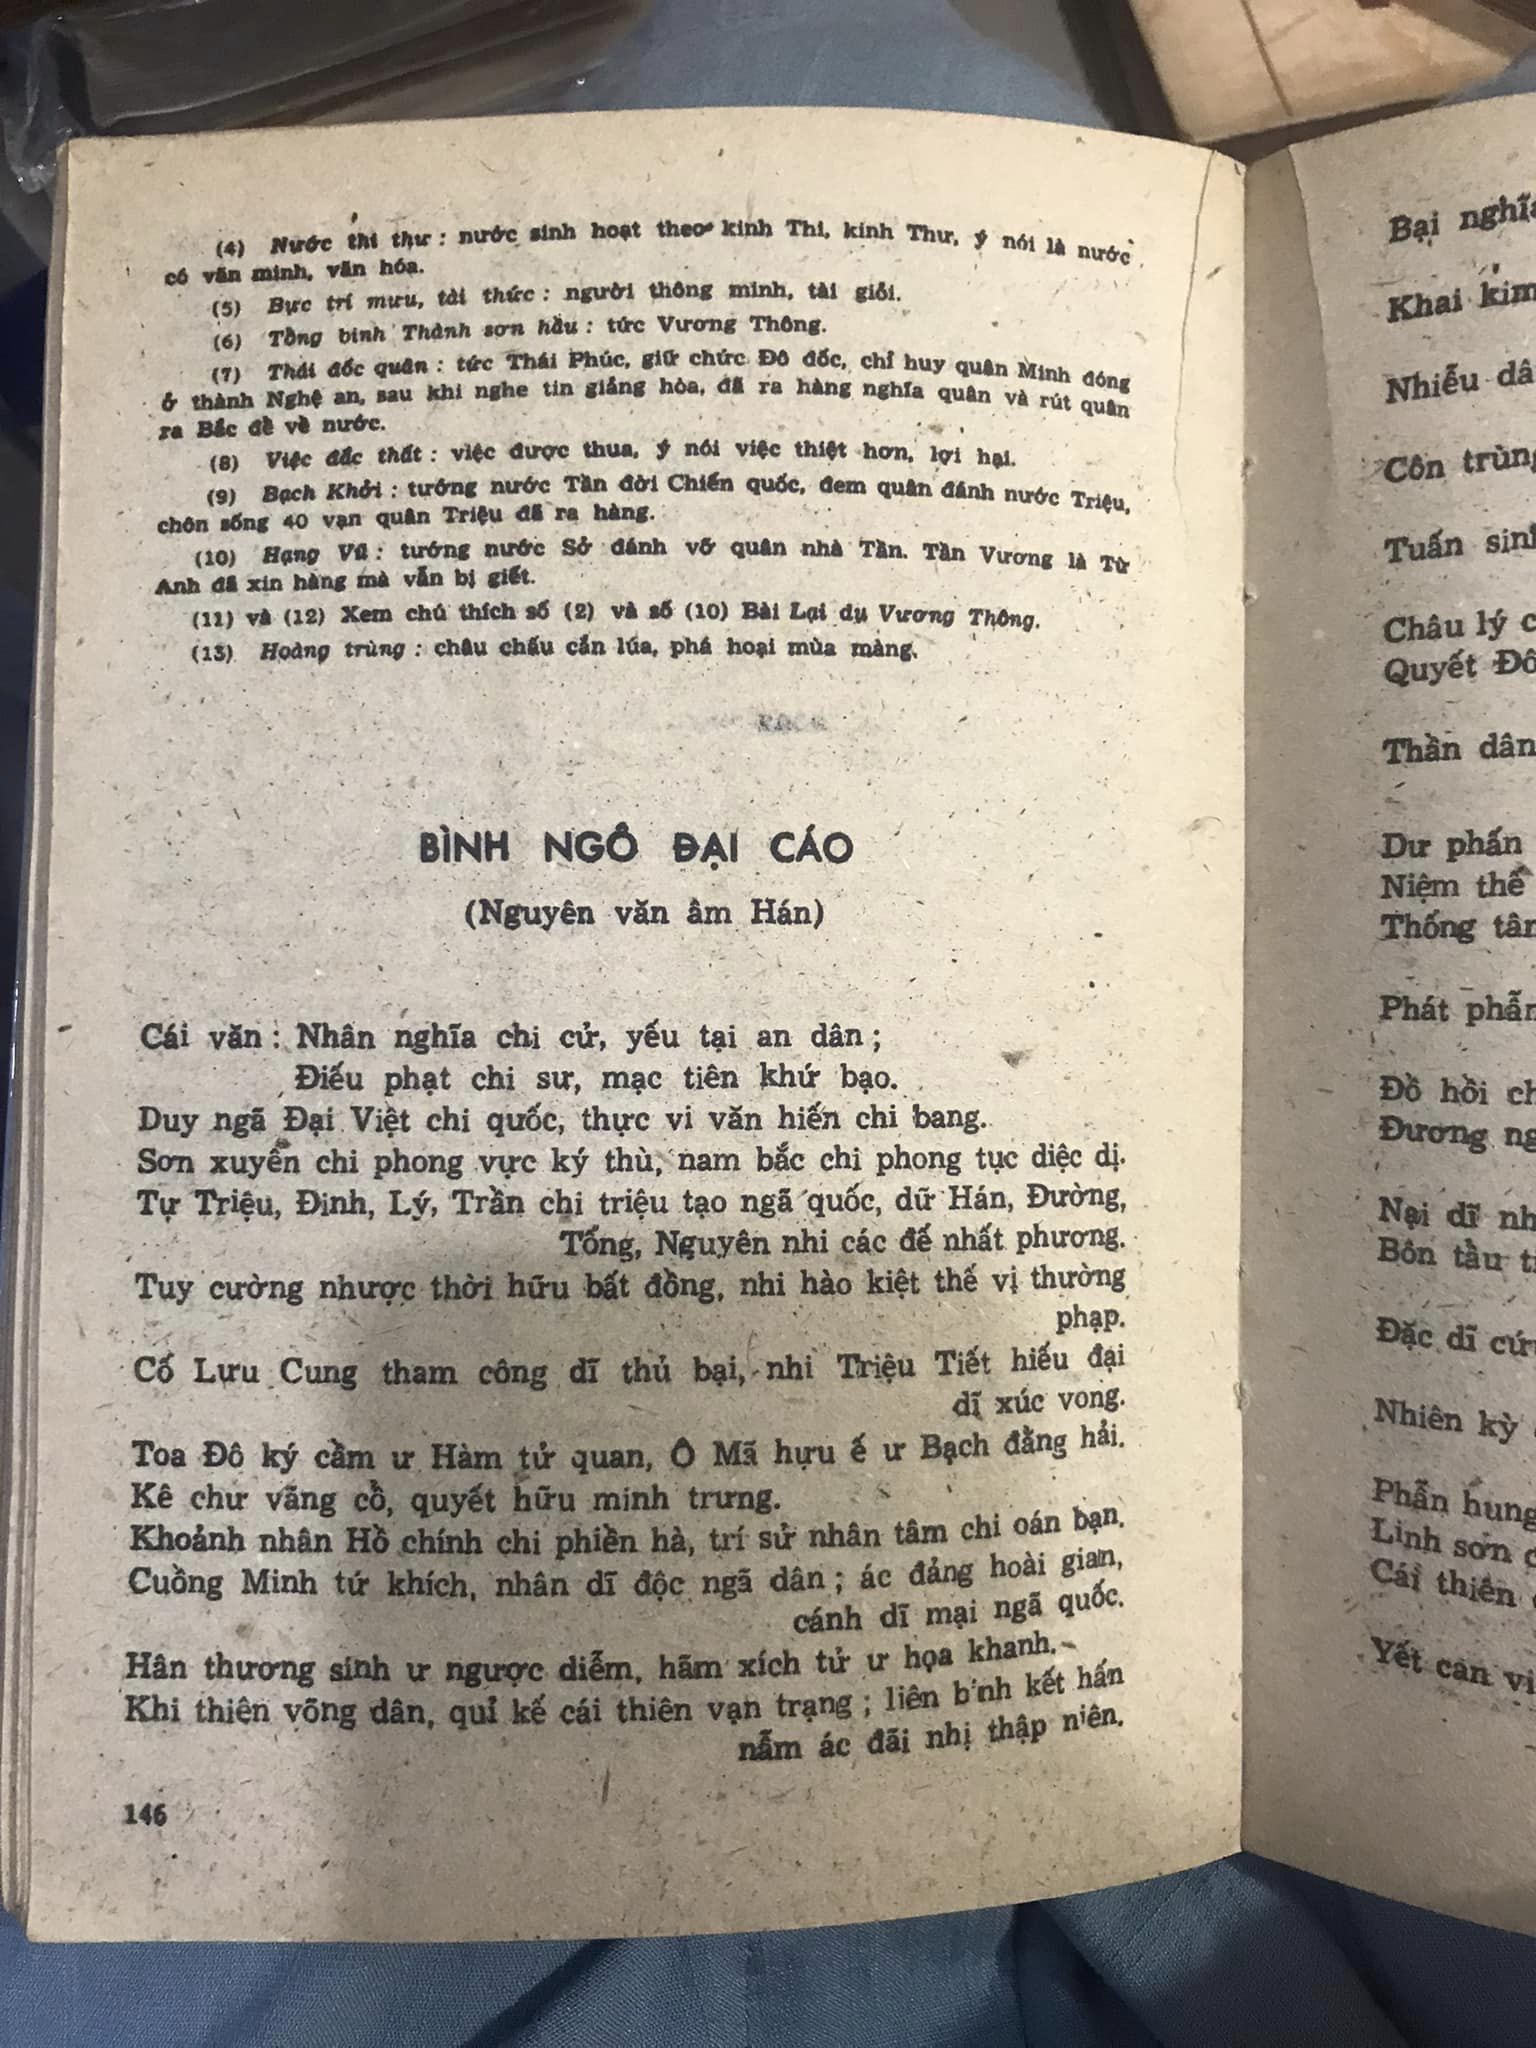 (4) Nước thi thư : nước sinh hoạt theo kinh Thi, kinh Thư, ý nói là nước
có văn minh, văn hóa.
(5) Bực trí mưu, tài thức : người thông minh, tài giỏi.
(6) Tổng binh Thành sơn hầu : tức Vương Thông.
(7) Thái đốc quân : tức Thái Phúc, giữ chức Đô đốc, chỉ huy quân Minh đóng
ở thành Nghệ an, sau khi nghe tin giảng hòa, đã ra hàng nghĩa quân và rút quân
ra Bắc để về nước.
(8) Việc đắc thất : việc được thua, ý nói việc thiệt hơn, lợi hại.
(9) Bạch Khởi : tướng nước Tần đời Chiến quốc, đem quân đánh nước Triệu,
chôn sống 40 vạn quân Triệu đã ra hàng.
(10) Hạng Vũ : tướng nước Sở đánh vỡ quân nhà Tần. Tần Vương là Tử
Anh đã xin hàng mà vẫn bị giết.
(11) và (12) Xem chú thích số (2) và số (10) Bài Lại dụ Vương Thông.
(13) Hoàng trùng : châu chấu cắn lúa, phá hoại mùa màng.
BÌNH NGÔ ĐẠI CÁO
(Nguyên văn âm Hán)
Cái văn : Nhân nghĩa chi cử, yếu tại an dân ;
Điếu phạt chi sư, mạc tiên khứ bạo.
Duy ngã Đại Việt chi quốc, thực vi văn hiến chi bang.
Sơn xuyên chi phong vực ký thù, nam bắc chi phong tục diệc dị.
Tự Triệu, Đinh, Lý, Trần chi triệu tạo ngã quốc, dữ Hán, Đường,
Tống, Nguyên nhi các đế nhất phương.
Tuy cường nhược thời hữu bất đồng, nhi hào kiệt thế vị thường
phạp.
Cố Lưu Cung tham công dĩ thủ bại, nhi Triệu Tiết hiếu đại
dĩ xúc vong.
Toa Đô ký cầm ư Hàm tử quan, Ô Mã hựu ế ư Bạch đằng hải.
Kê chư vãng cổ, quyết hữu minh trưng.
Khoảnh nhân Hồ chính chi phiền hà, trí sử nhân tâm chi oán bạn.
Cuồng Minh tứ khích, nhân dĩ độc ngã dân ; ác đảng hoài gian,
cánh dĩ mại ngã quốc.
Hân thương sinh ư ngược diễm, hãm xích tử ư họa khanh.
Khi thiên võng dân, quỉ kế cái thiên vạn trạng ; liên binh kết hấn
nẫm ác đãi nhị thập niên.
146
Bại nghĩa
Khai kim
Nhiễu
Côn trùng
Tuấn sinh
Châu lý
Quyết
Thần dân
Dư phấn
Niệm thế
Thống
Phát
Đồ hồi
Đương
Nại dĩ
Bôn tầu
Đặc dĩ
Nhiên kỳ
Phẫn hung
Linh sơn
Cái thiên
Yết can